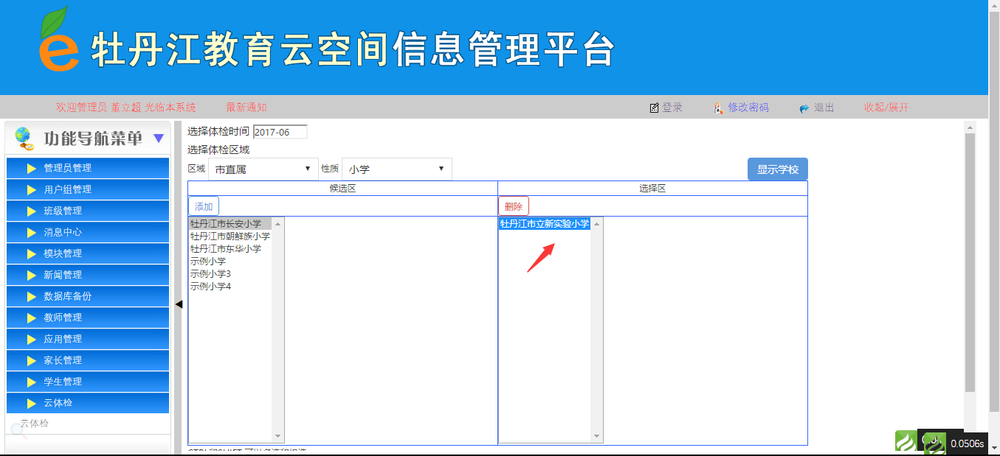 牡丹江教育云空间信息管理平台
欢迎管理员 董立超 光临本系统 最新通知 登录 修改密码 退出 收起/展开
功能导航菜单
管理员管理
用户组管理
班级管理
消息中心
模块管理
新闻管理
数据库备份
教师管理
应用管理
家长管理
学生管理
云体检
云体检
选择体检时间 2017-06
选择体检区域
区域 市直属 性质 小学 显示学校
候选区 选择区
添加 删除
牡丹江市长安小学
牡丹江市朝鲜族小学
牡丹江市东华小学
示例小学
示例小学3
示例小学4
牡丹江市立新实验小学
0.0506s